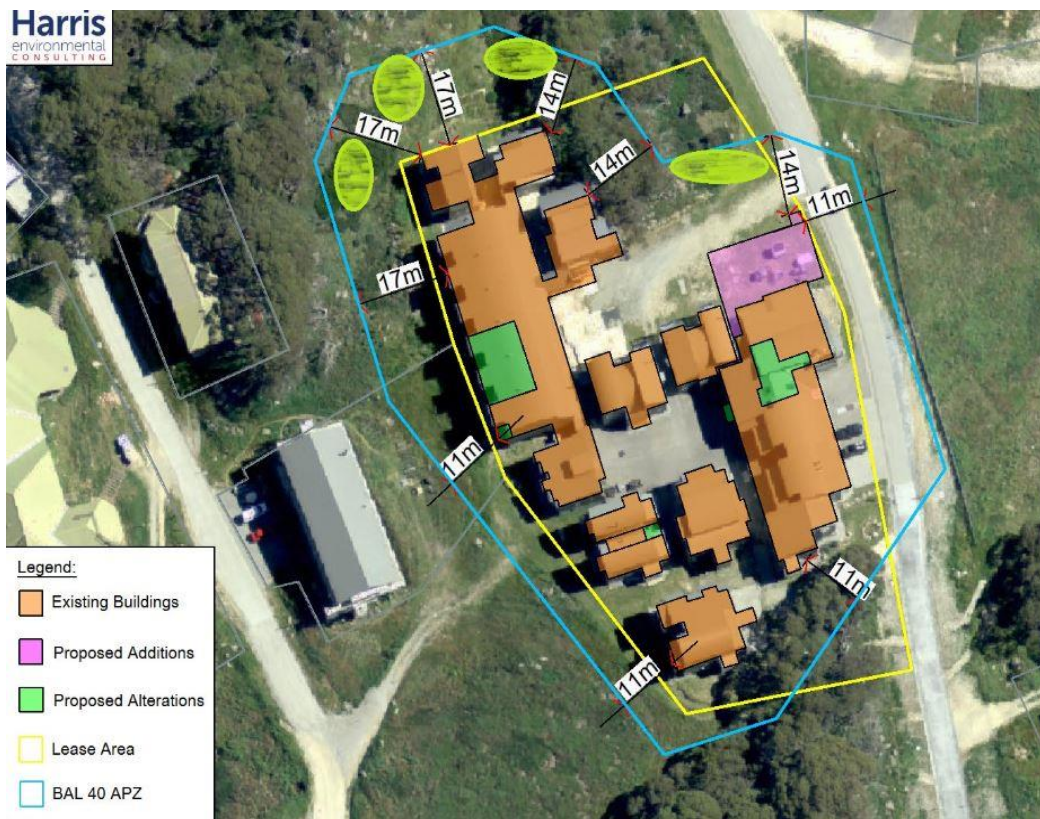 Harris
environmental
CONSULTING
17m
14m
17m
14m
14m
11m
17m
11m
11m
11m
Legend:
Existing Buildings
Proposed Additions
Proposed Alterations
Lease Area
BAL 40 APZ